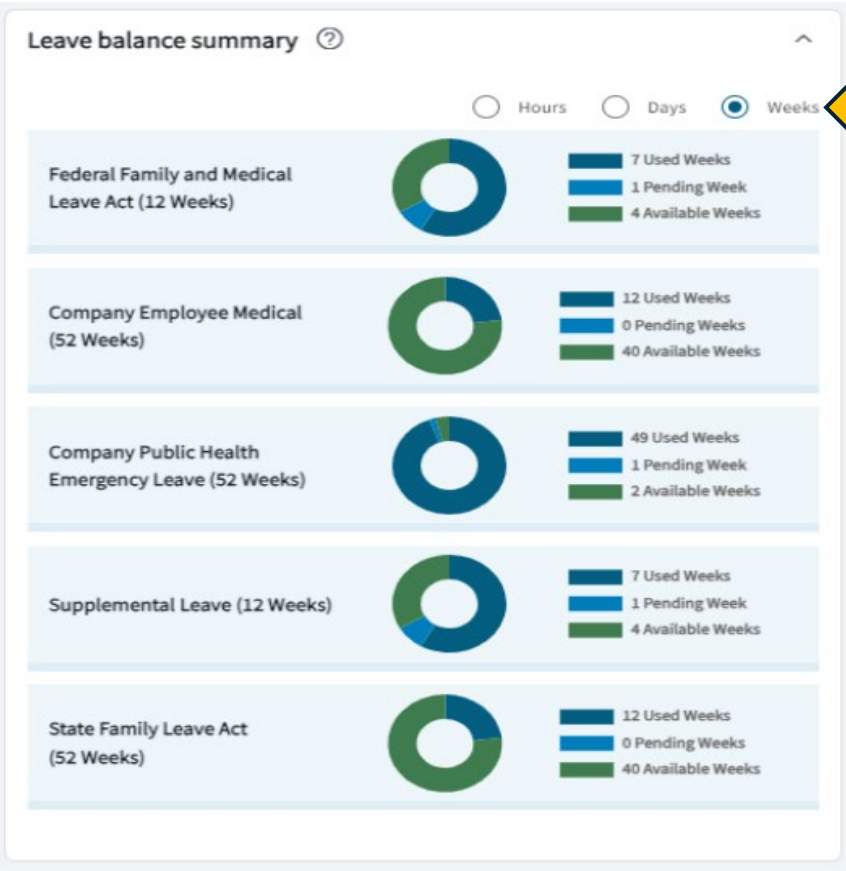 Leave balance summary ?
Hours Days Weeks
Federal Family and Medical
Leave Act (12 Weeks)
7 Used Weeks
1 Pending Week
4 Available Weeks
Company Employee Medical
(52 Weeks)
12 Used Weeks
0 Pending Weeks
40 Available Weeks
Company Public Health
Emergency Leave (52 Weeks)
49 Used Weeks
1 Pending Week
2 Available Weeks
Supplemental Leave (12 Weeks)
7 Used Weeks
1 Pending Week
4 Available Weeks
State Family Leave Act
(52 Weeks)
12 Used Weeks
0 Pending Weeks
40 Available Weeks